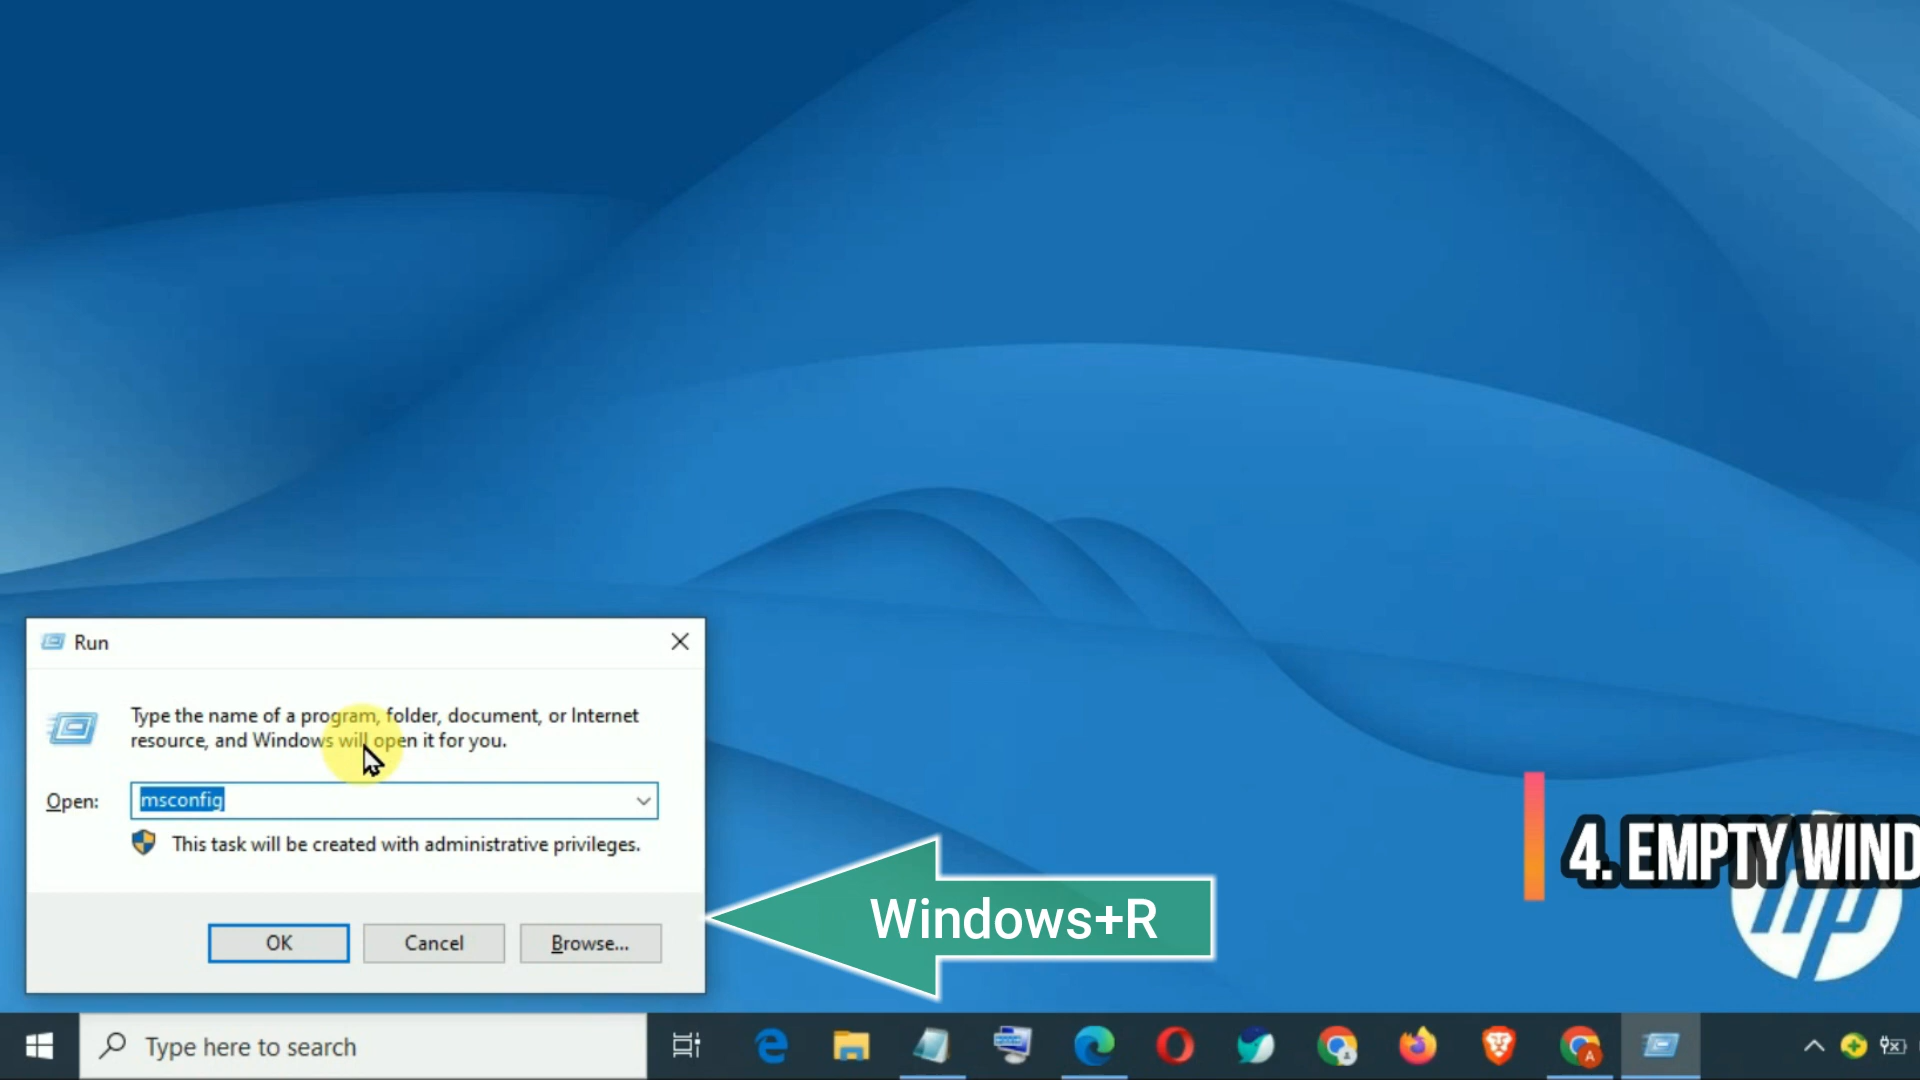 Run
Type the name of a program, folder, document, or Internet
resource, and Windows will open it for you.
Open:
msconfig
This task will be created with administrative privileges.
OK
Cancel
Browse...
Windows+R
4. EMPTY WIND
hp
Type here to search
A